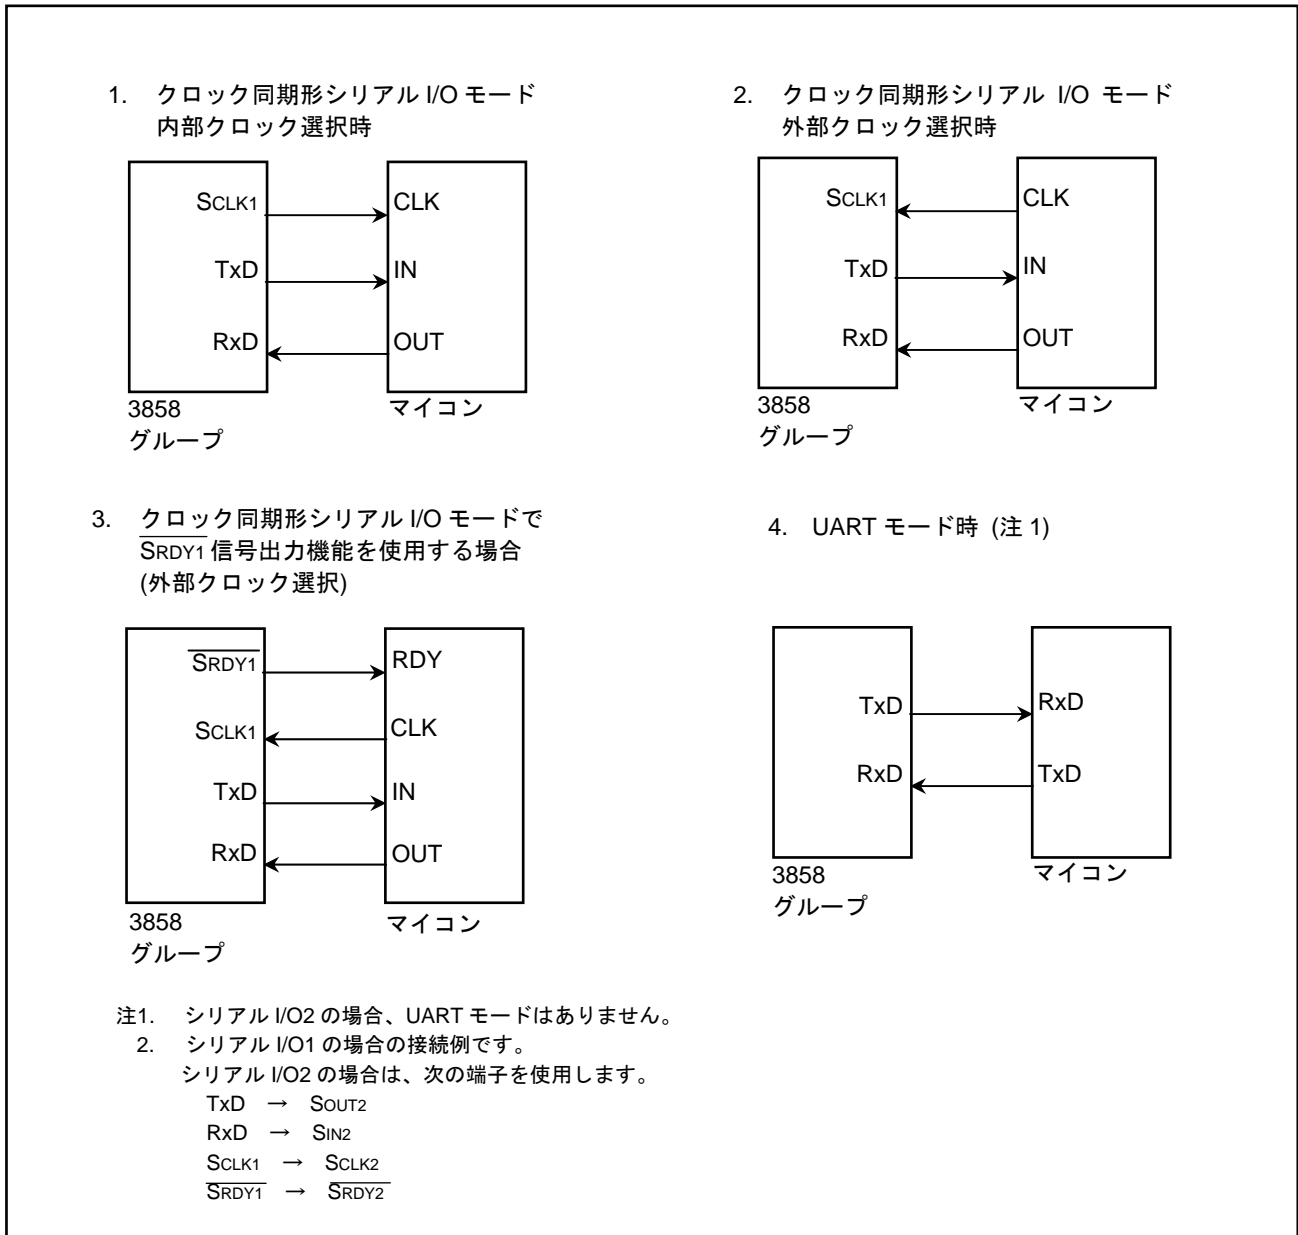 1. クロック同期形シリアル I/O モード
内部クロック選択時
SCLK1 CLK
TxD IN
RxD OUT
3858 マイコン
グループ
2. クロック同期形シリアル I/O モード
外部クロック選択時
SCLK1 CLK
TxD IN
RxD OUT
3858 マイコン
グループ
3. クロック同期形シリアル I/O モードで
S̅R̅D̅Y̅1̅ 信号出力機能を使用する場合
(外部クロック選択)
S̅R̅D̅Y̅1̅ RDY
SCLK1 CLK
TxD IN
RxD OUT
3858 マイコン
グループ
4. UART モード時 (注 1)
TxD RxD
RxD TxD
3858 マイコン
グループ
注1. シリアル I/O2 の場合、UART モードはありません。
2. シリアル I/O1 の場合の接続例です。
シリアル I/O2 の場合は、次の端子を使用します。
TxD → SOUT2
RxD → SIN2
SCLK1 → SCLK2
S̅R̅D̅Y̅1̅ → S̅R̅D̅Y̅2̅